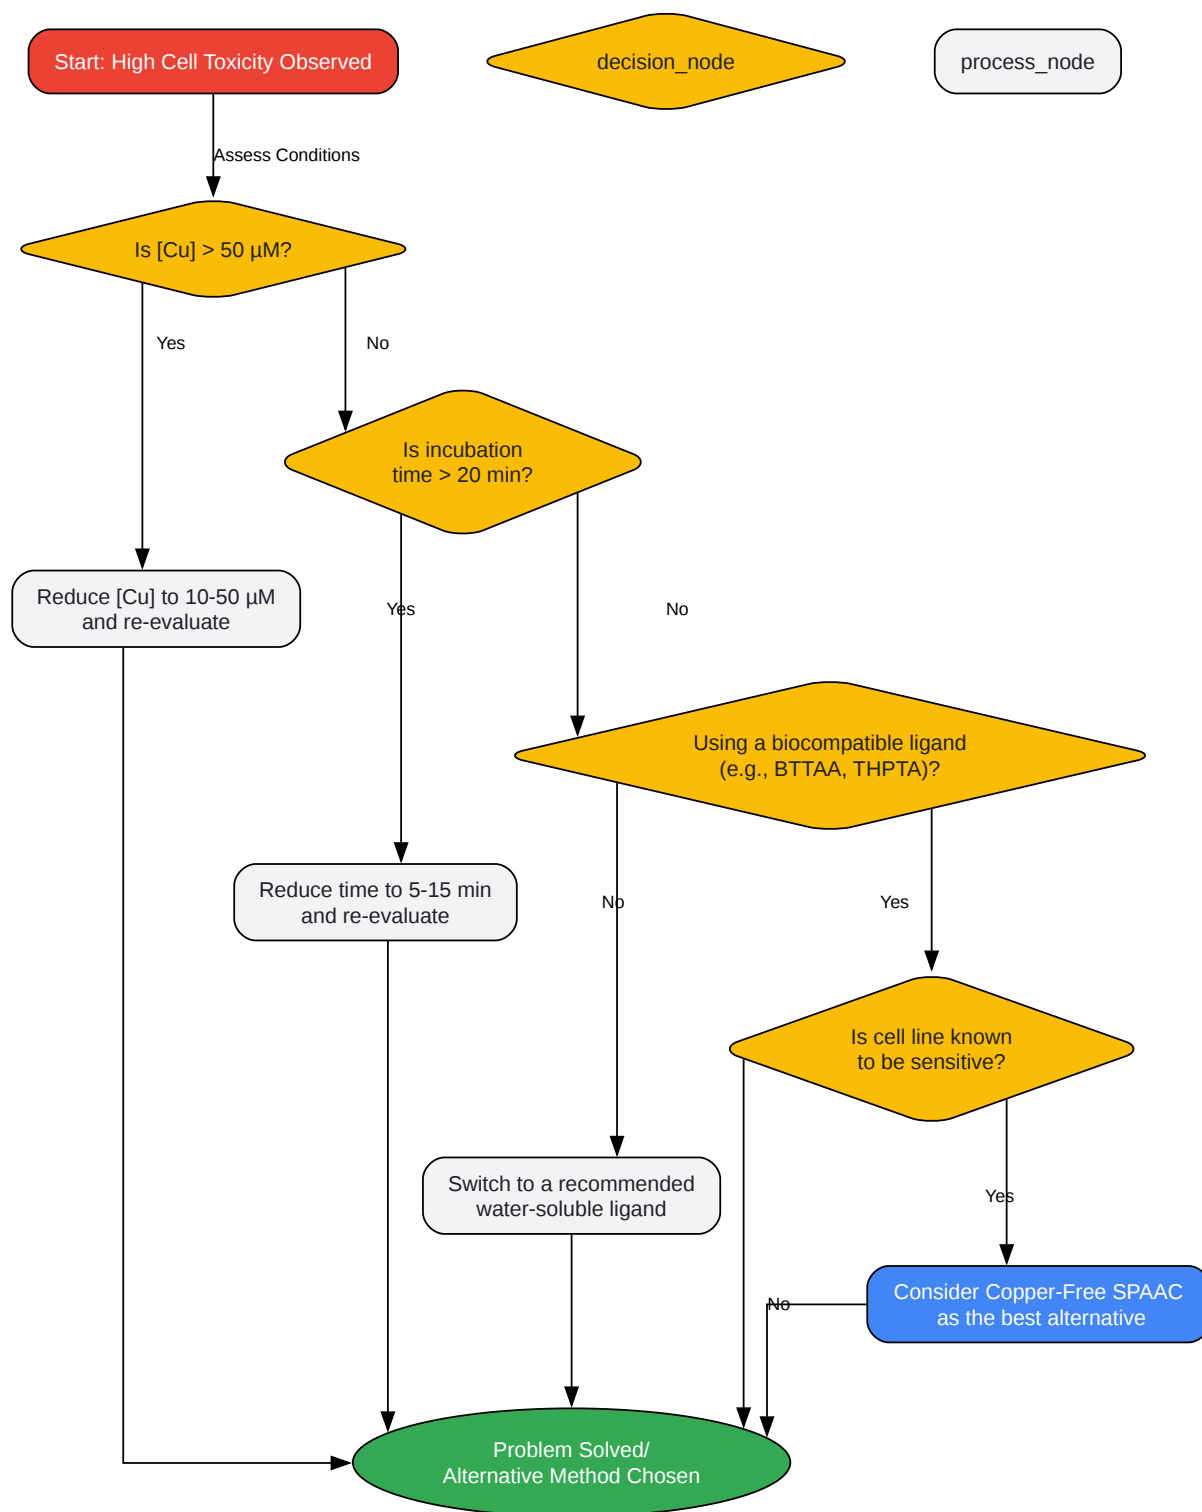 Start: High Cell Toxicity Observed
decision_node
process_node
Assess Conditions
Is [Cu] > 50 µM?
Yes
No
Is incubation
time > 20 min?
Reduce [Cu] to 10-50 µM
and re-evaluate
Yes
No
Using a biocompatible ligand
(e.g., BTTAA, THPTA)?
Reduce time to 5-15 min
and re-evaluate
No
Yes
Is cell line known
to be sensitive?
Switch to a recommended
water-soluble ligand
Yes
Consider Copper-Free SPAAC
as the best alternative
No
Problem Solved/
Alternative Method Chosen